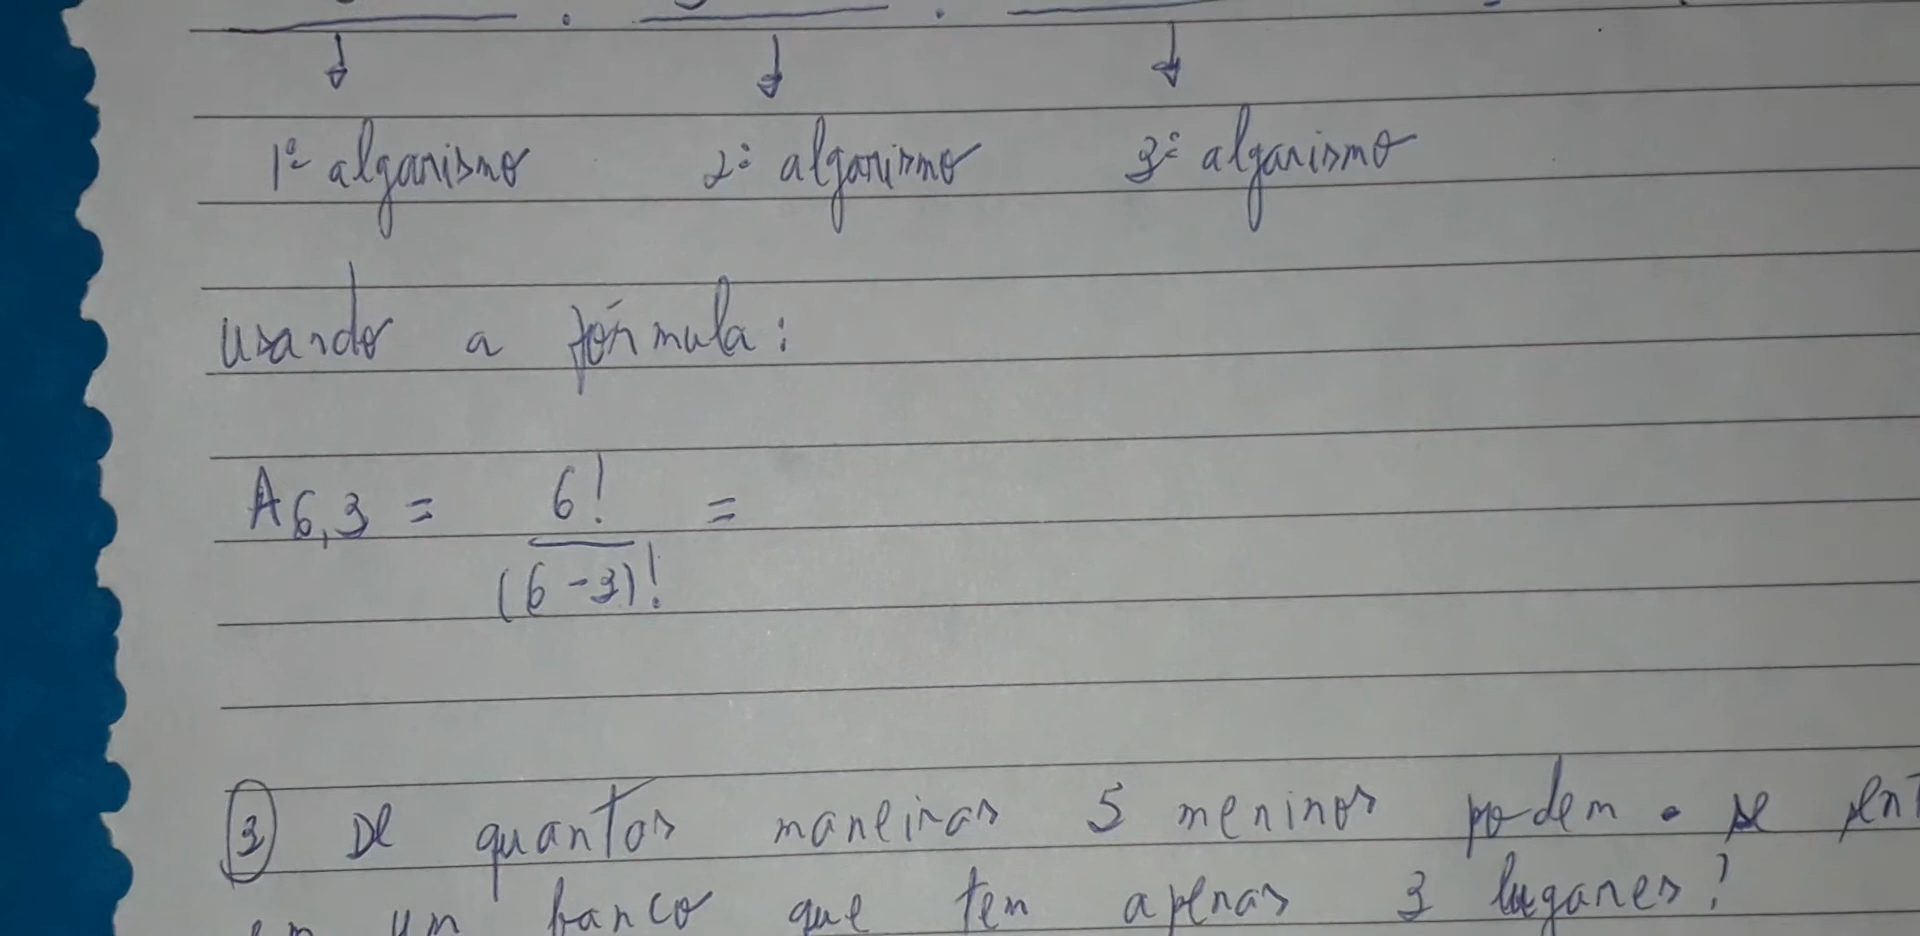 1º algarismo 2º algarismo 3º algarismo
usando a fórmula:
A6,3 = 6! =
(6-3)!
3 De quantas maneiras 5 meninos podem se
em um banco que tem apenas 3 lugares?